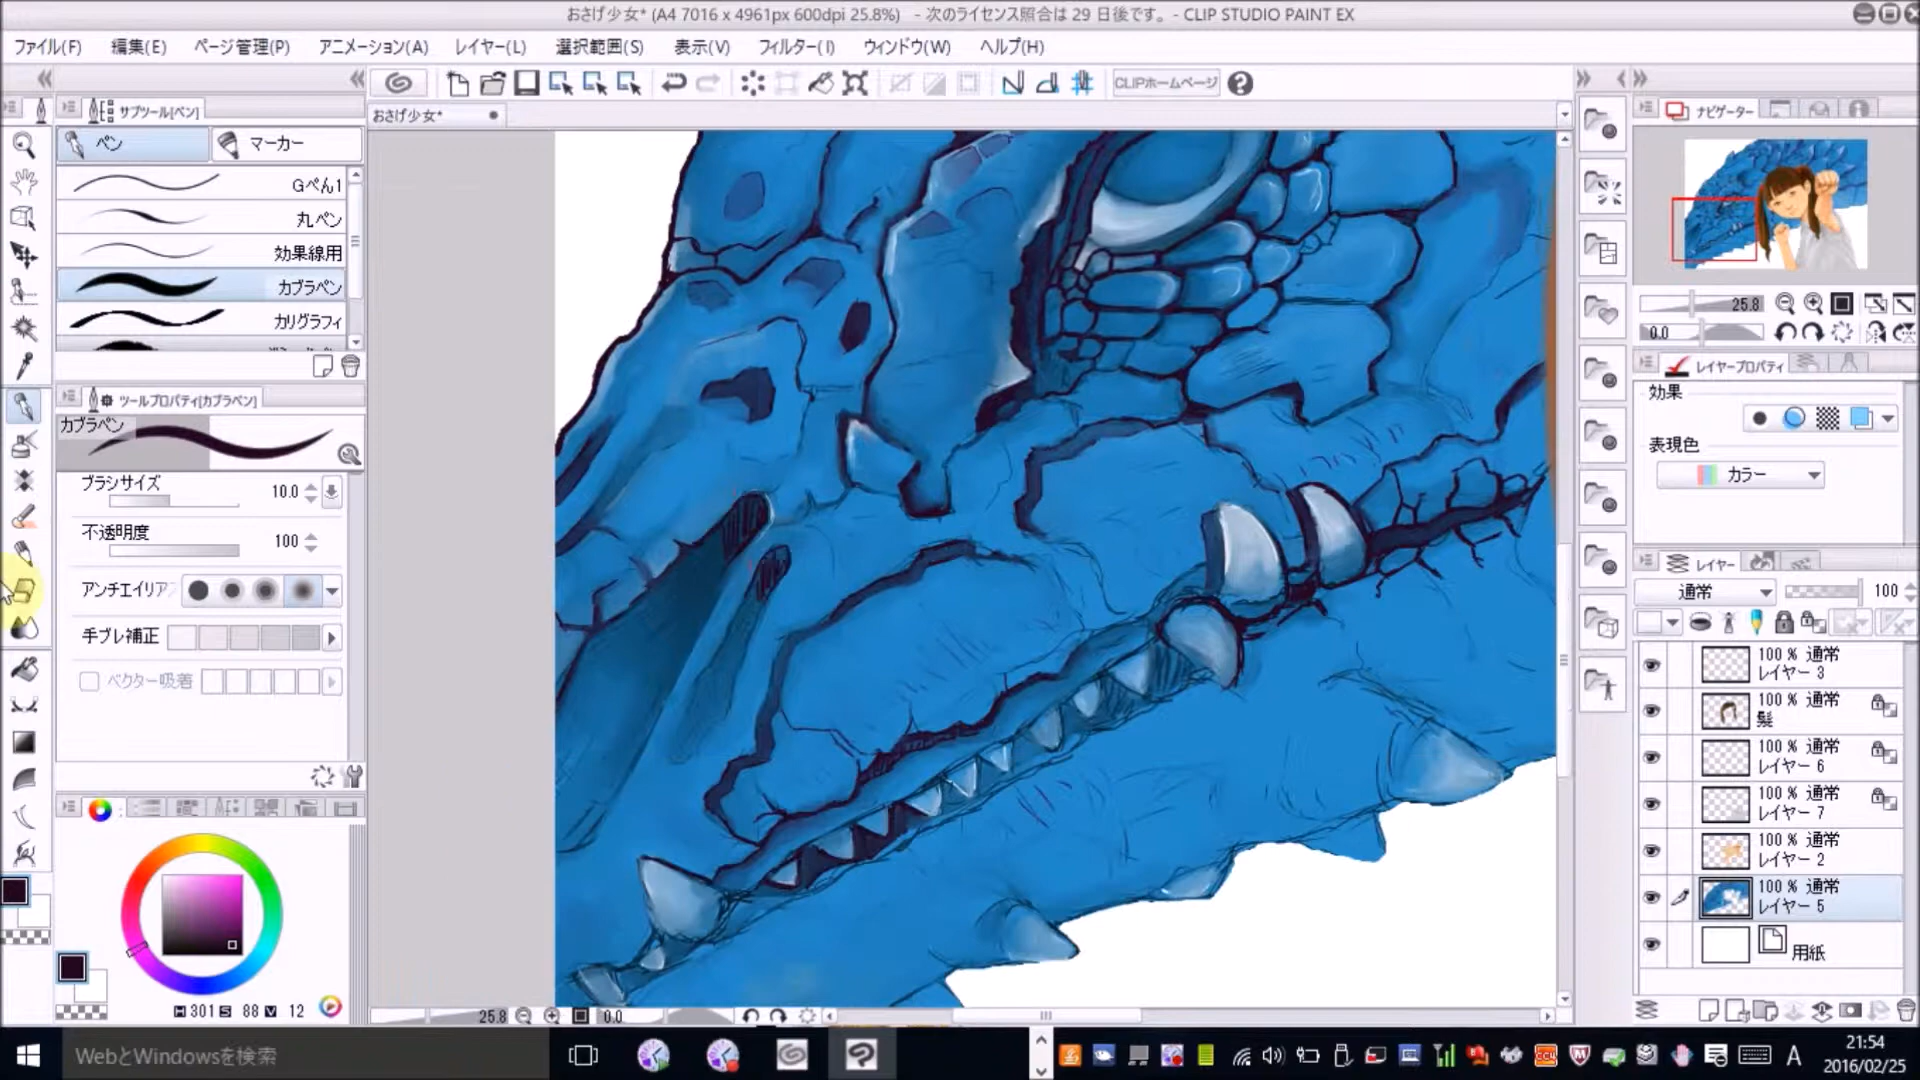 おさげ少女* (A4 7016 x 4961px 600dpi 25.8%)  - 次のライセンス照合は 29 日後です。 - CLIP STUDIO PAINT EX
ファイル(F) 編集(E) ページ管理(P) アニメーション(A) レイヤー(L) 選択範囲(S) 表示(V) フィルター(I) ウィンドウ(W) ヘルプ(H)
CLIPホームページ
サブツール[ペン]
おさげ少女*
ナビゲーター
ペン マーカー
Gぺん1
丸ペン
効果線用
カブラペン
カリグラフィ
25.8
0.0
レイヤープロパティ
効果
表現色
カラー
ツールプロパティ[カブラペン]
カブラペン
ブラシサイズ 10.0
不透明度 100
アンチエイリア
手ブレ補正
ベクター吸着
レイヤー
通常 100
100 % 通常
レイヤー 3
100 % 通常
髪
100 % 通常
レイヤー 6
100 % 通常
レイヤー 7
100 % 通常
レイヤー 2
100 % 通常
レイヤー 5
用紙
H 301 S 88 V 12
25.8 0.0
WebとWindowsを検索
A
21:54
2016/02/25